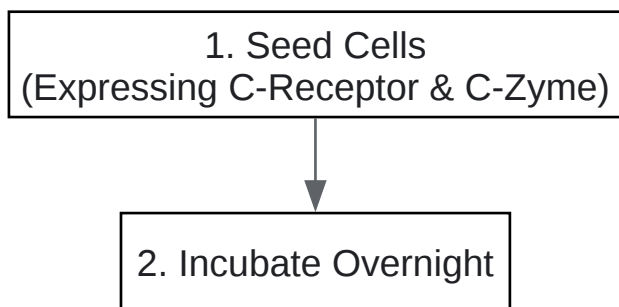 1. Seed Cells
(Expressing C-Receptor & C-Zyme)
2. Incubate Overnight